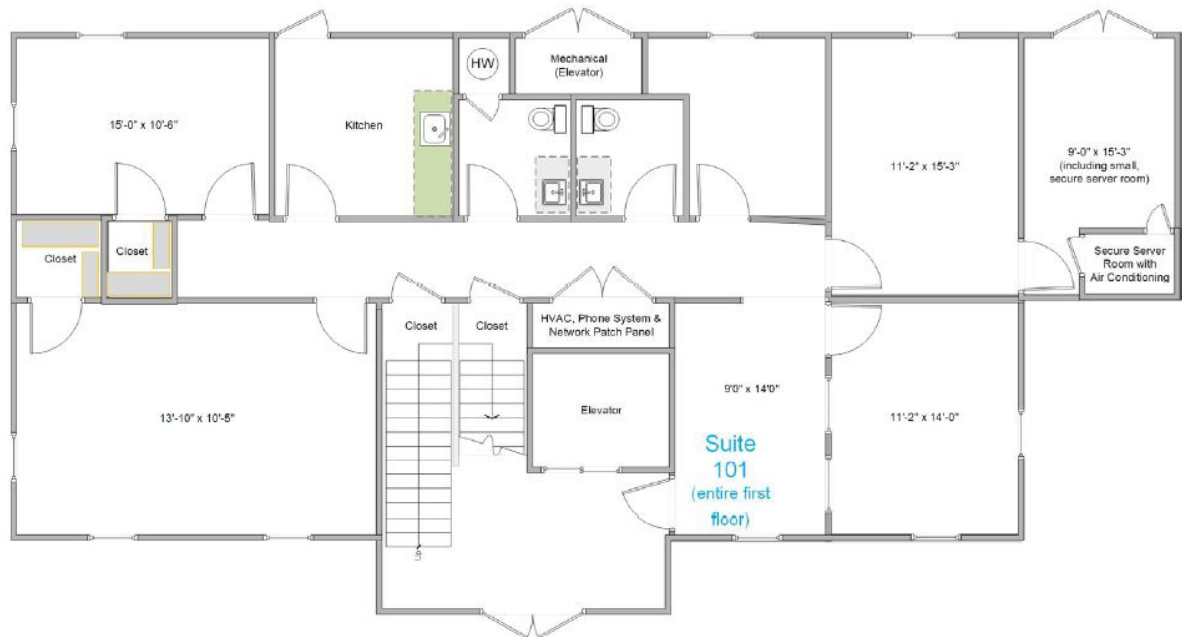 HW
Mechanical
(Elevator)
15'-0" x 10'-6"
Kitchen
11'-2" x 15'-3"
9'-0" x 15'-3"
(including small,
secure server room)
Closet
Closet
Secure Server
Room with
Air Conditioning
Closet
Closet
HVAC, Phone System &
Network Patch Panel
9'0" x 14'0"
13'-10" x 10'-5"
Elevator
11'-2" x 14'-0"
Suite
101
(entire first
floor)